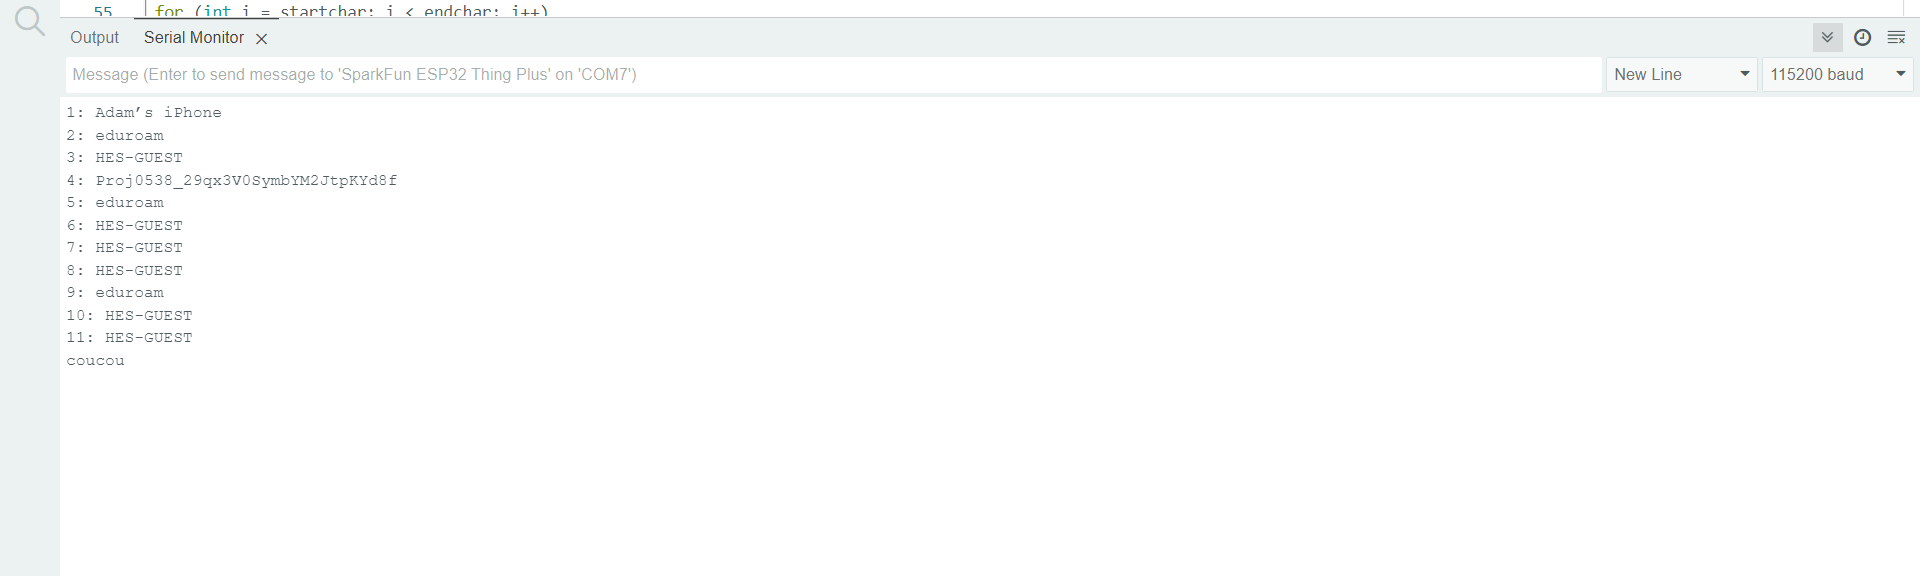 55 for (int i = startchar; i < endchar; i++)
Output Serial Monitor
Message (Enter to send message to 'SparkFun ESP32 Thing Plus' on 'COM7') New Line 115200 baud
1: Adam’s iPhone
2: eduroam
3: HES-GUEST
4: Proj0538_29qx3V0SymbYM2JtpKYd8f
5: eduroam
6: HES-GUEST
7: HES-GUEST
8: HES-GUEST
9: eduroam
10: HES-GUEST
11: HES-GUEST
coucou